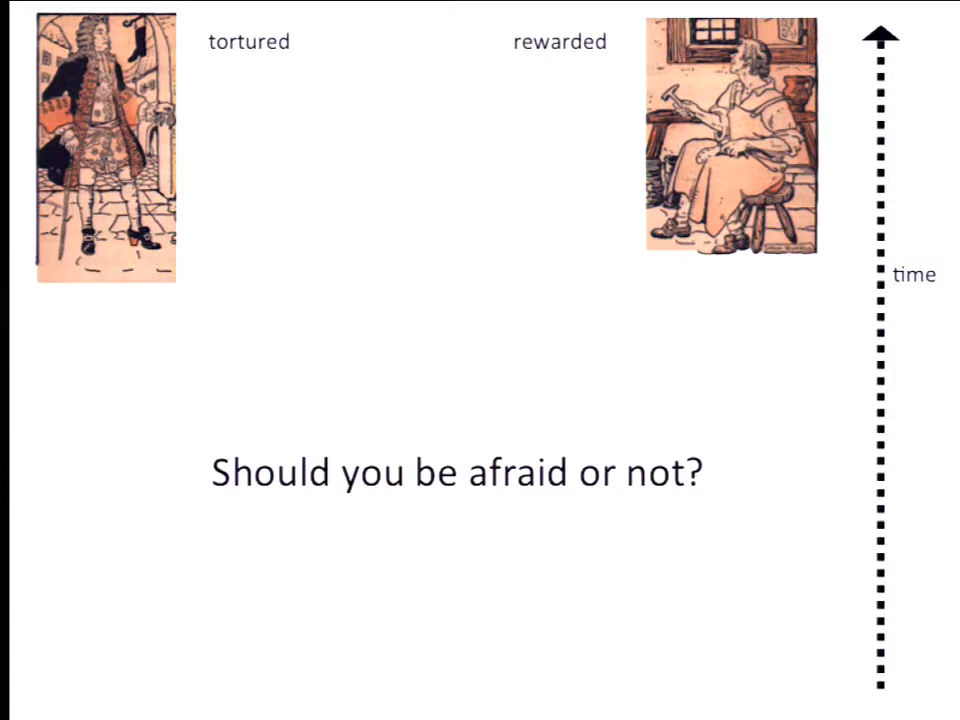 tortured
rewarded
time
Should you be afraid or not?